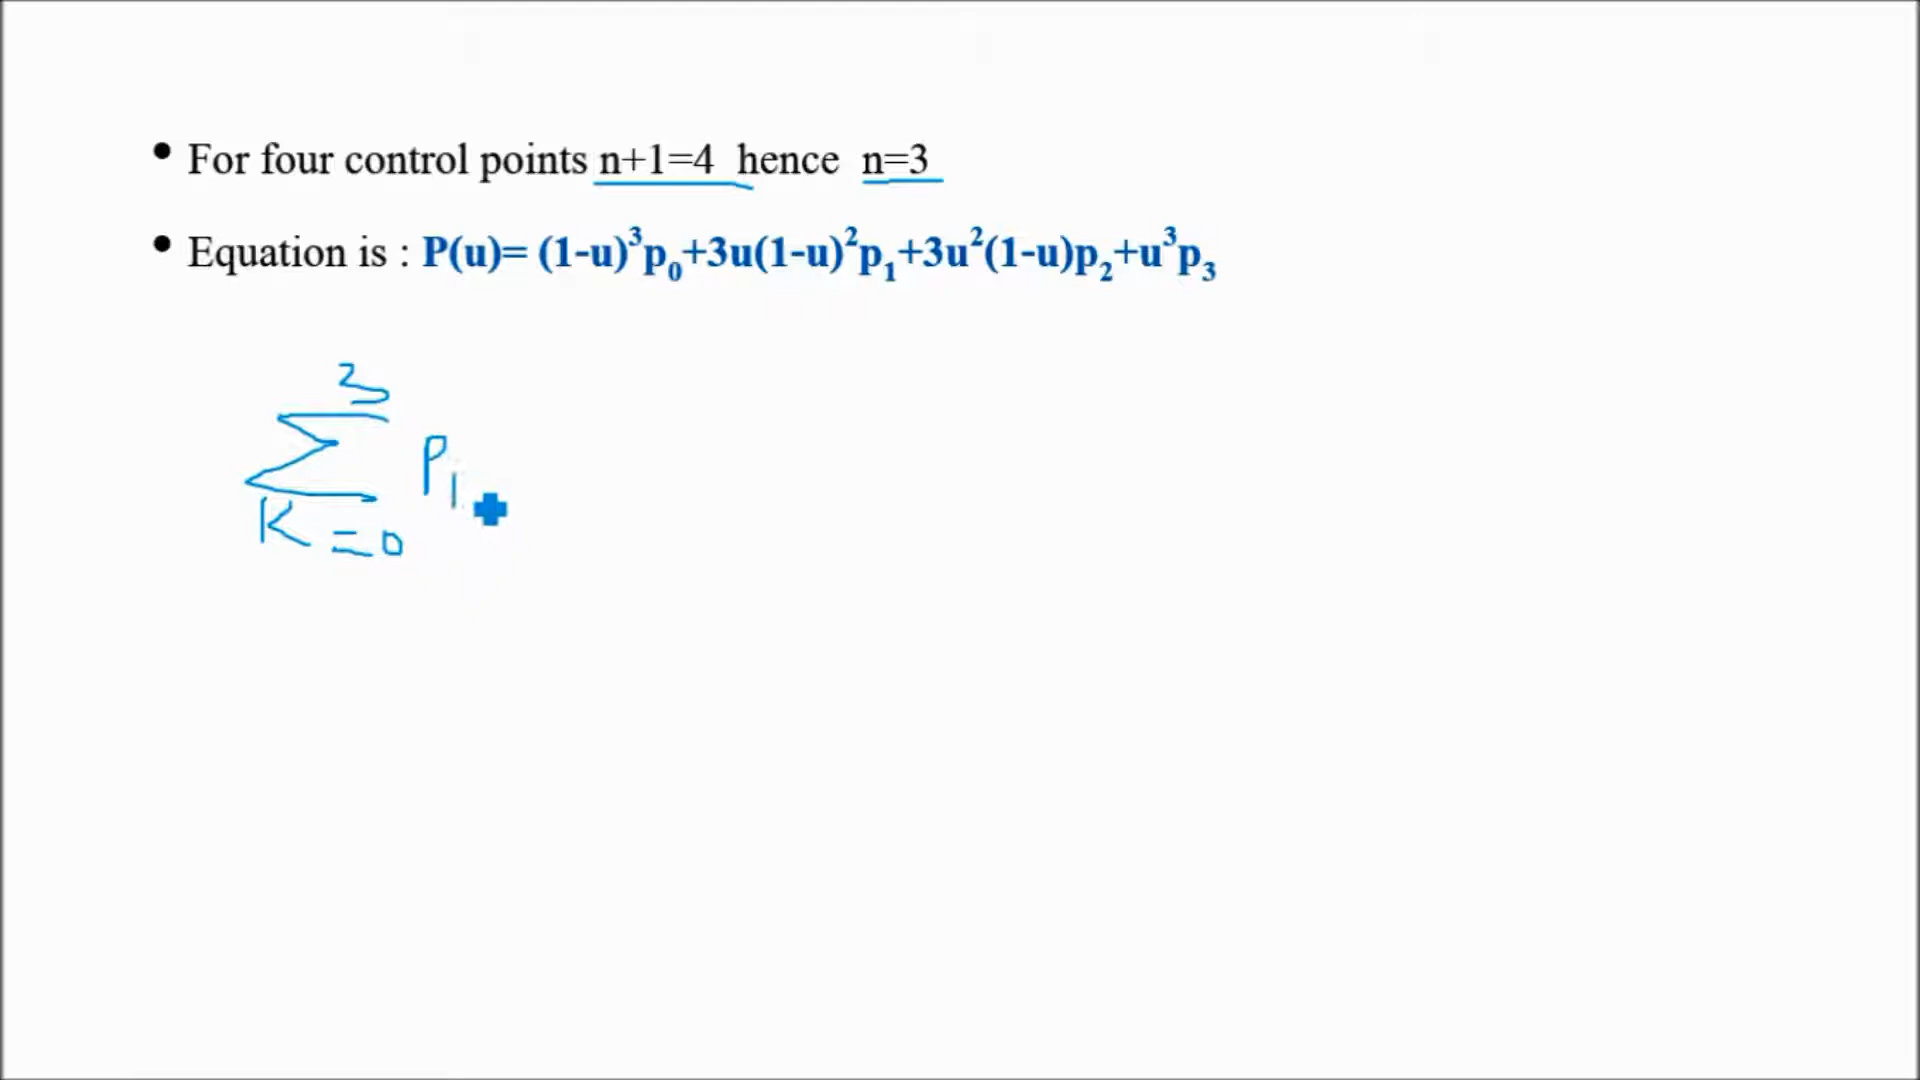 • For four control points n+1=4 hence n=3
• Equation is : P(u)= (1-u)³p₀+3u(1-u)²p₁+3u²(1-u)p₂+u³p₃
3
∑ P
K=0